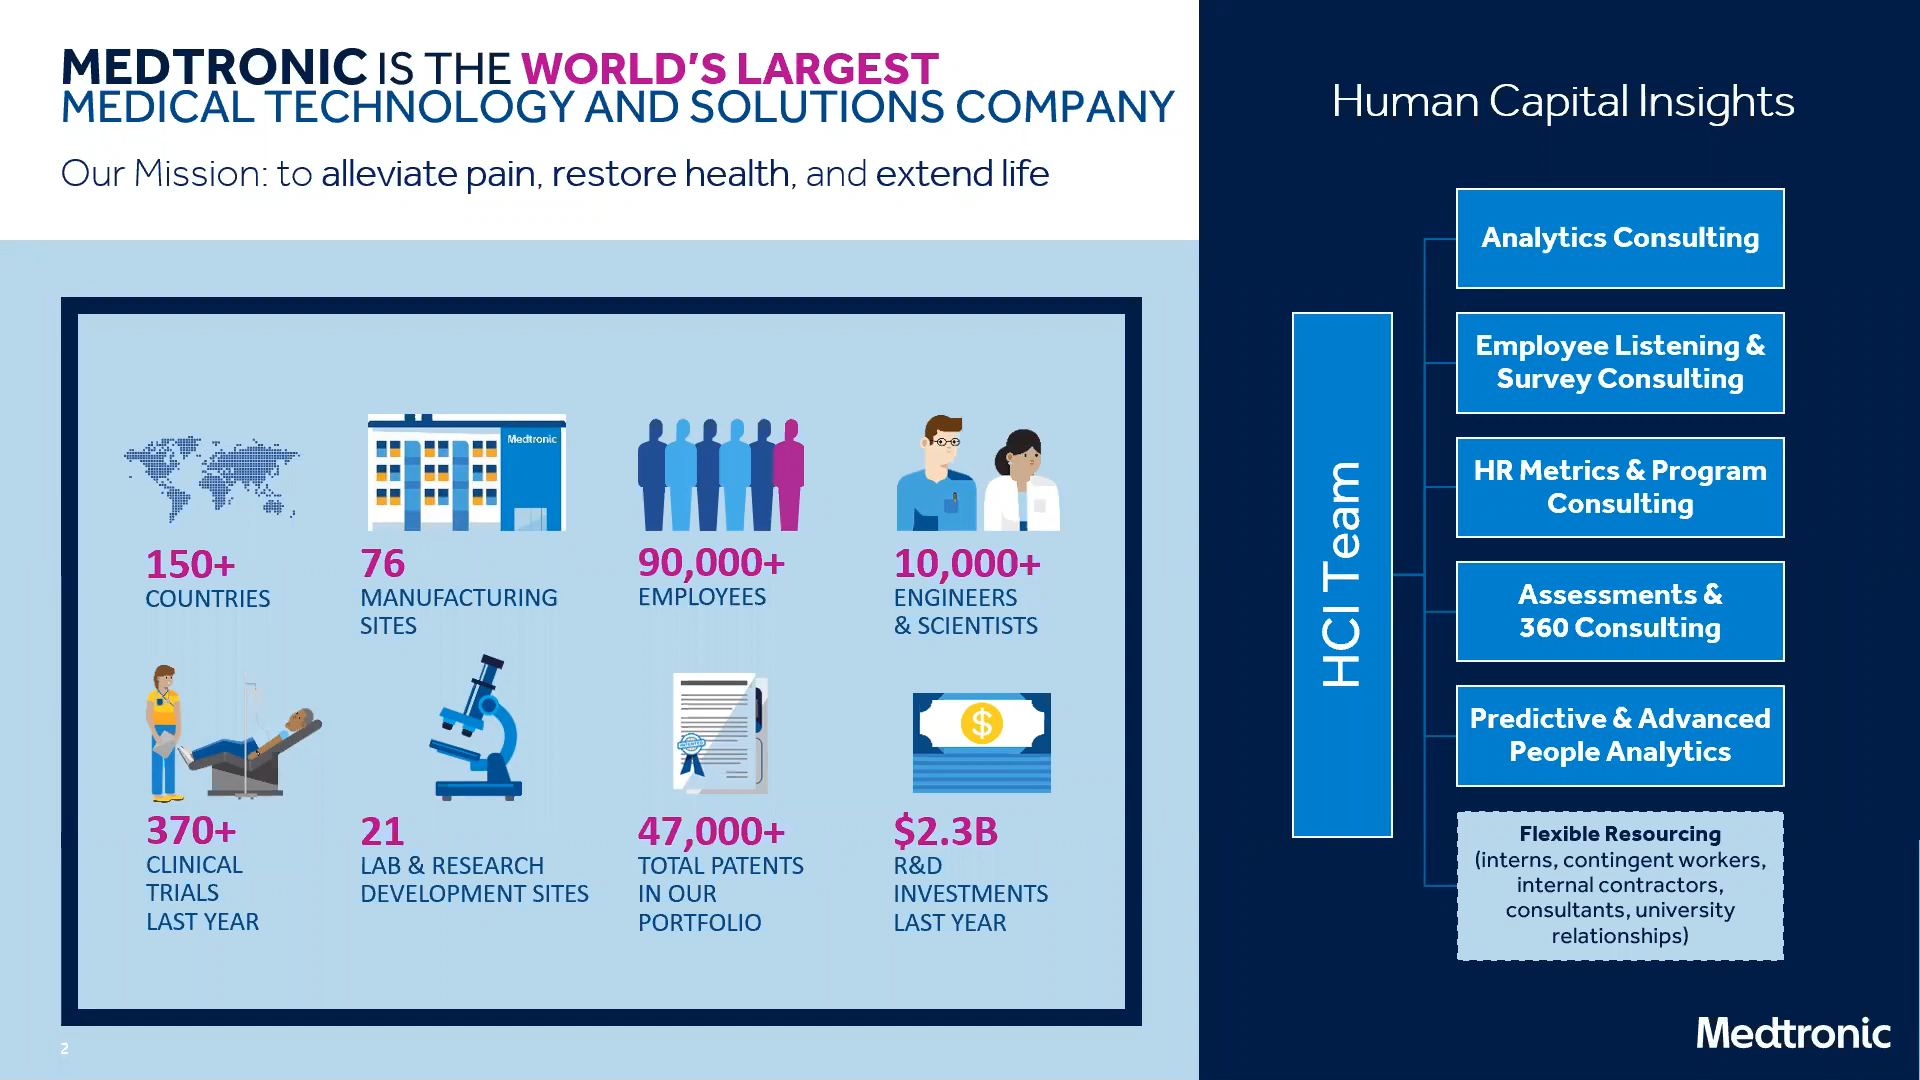 MEDTRONIC IS THE WORLD'S LARGEST
MEDICAL TECHNOLOGY AND SOLUTIONS COMPANY
Our Mission: to alleviate pain, restore health, and extend life
Medtronic
150+
COUNTRIES
76
MANUFACTURING
SITES
90,000+
EMPLOYEES
10,000+
ENGINEERS
& SCIENTISTS
PATENTED
370+
CLINICAL
TRIALS
LAST YEAR
21
LAB & RESEARCH
DEVELOPMENT SITES
47,000+
TOTAL PATENTS
IN OUR
PORTFOLIO
$
$2.3B
R&D
INVESTMENTS
LAST YEAR
2
Human Capital Insights
HCI Team
Analytics Consulting
Employee Listening &
Survey Consulting
HR Metrics & Program
Consulting
Assessments &
360 Consulting
Predictive & Advanced
People Analytics
Flexible Resourcing
(interns, contingent workers,
internal contractors,
consultants, university
relationships)
Medtronic